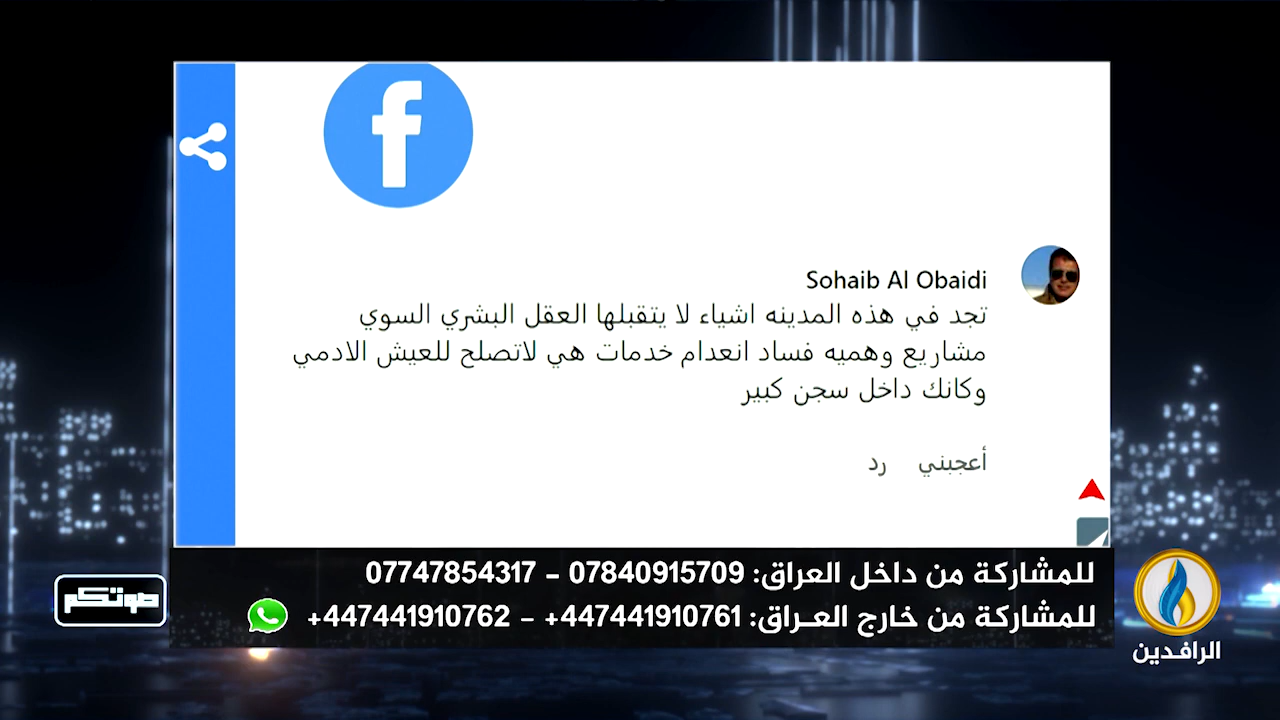 f
Sohaib Al Obaidi
تجد في هذه المدينه اشياء لا يتقبلها العقل البشري السوي
مشاريع وهميه فساد انعدام خدمات هي لاتصلح للعيش الادمي
وكانك داخل سجن كبير
أعجبني رد
للمشاركة من داخل العراق: 07840915709 - 07747854317
للمشاركة من خارج العـراق: 447441910761+ - 447441910762+
صوتكم
الرافدين